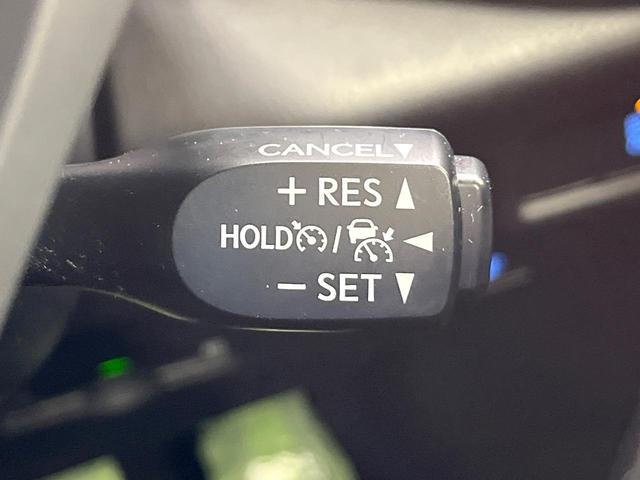 CANCEL▼
+ RES ▲
HOLD / ◀
− SET ▼